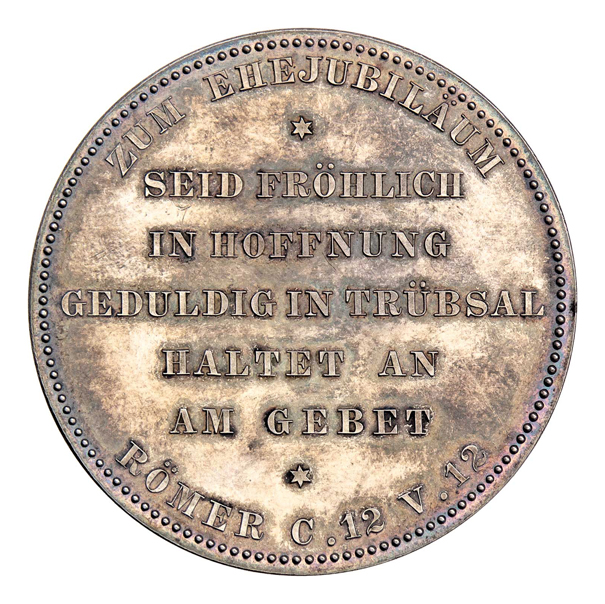 ZUM EHEJUBILÄUM
SEID FRÖHLICH
IN HOFFNUNG
GEDULDIG IN TRÜBSAL
HALTET AN
AM GEBET
RÖMER C. 12 V. 12